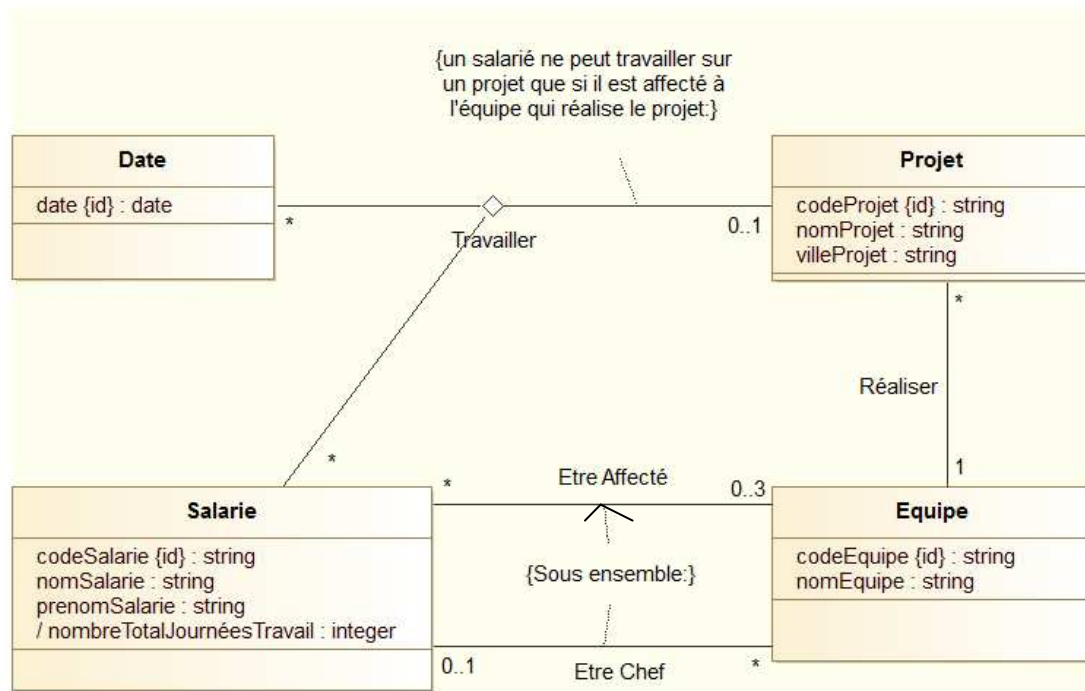 {un salarié ne peut travailler sur
un projet que si il est affecté à
l'équipe qui réalise le projet:}
Date
date {id} : date
Projet
codeProjet {id} : string
nomProjet : string
villeProjet : string
*
Travailler
0..1
*
Réaliser
1
*
*
Etre Affecté
0..3
Salarie
codeSalarie {id} : string
nomSalarie : string
prenomSalarie : string
/ nombreTotalJournéesTravail : integer
Equipe
codeEquipe {id} : string
nomEquipe : string
{Sous ensemble:}
0..1
Etre Chef
*